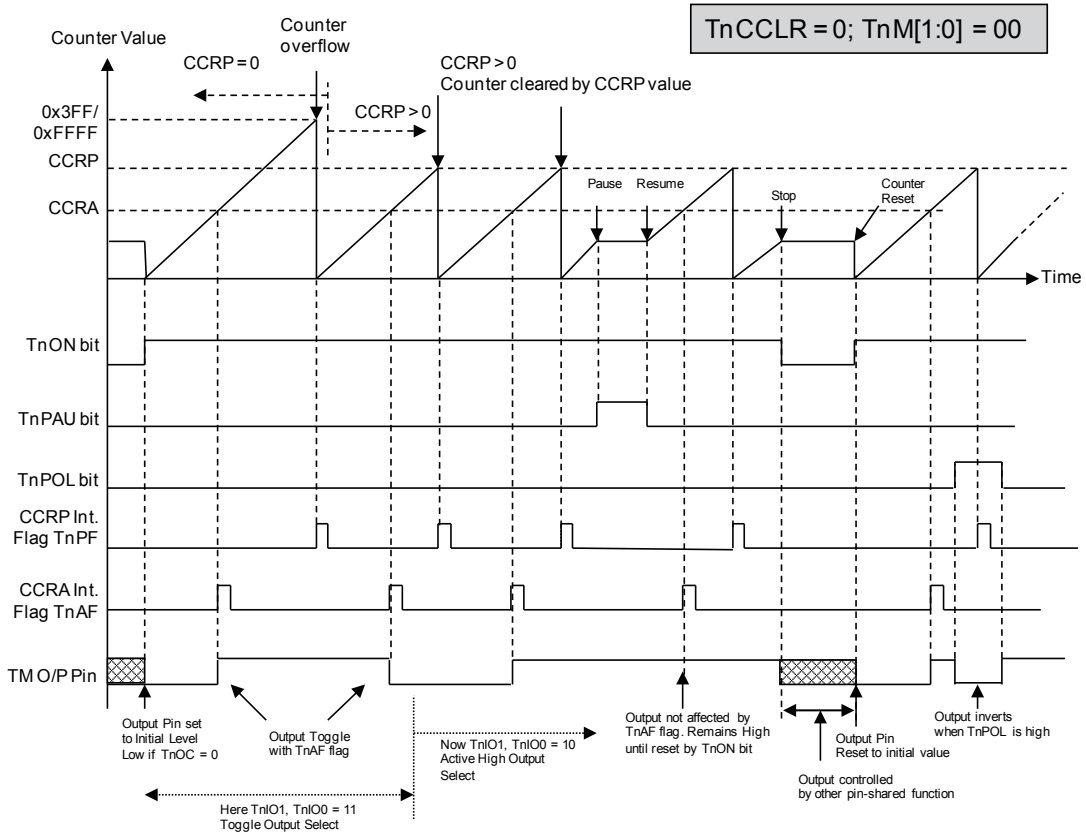 TnCCLR = 0; TnM[1:0] = 00
Counter Value
Counter
overflow
CCRP = 0
CCRP > 0
CCRP > 0
Counter cleared by CCRP value
0x3FF/
0xFFFF
CCRP
CCRA
Pause
Resume
Stop
Counter
Reset
Time
TnON bit
TnPAU bit
TnPOL bit
CCRP Int.
Flag TnPF
CCRA Int.
Flag TnAF
TM O/P Pin
Output Pin set
to Initial Level
Low if TnOC = 0
Output Toggle
with TnAF flag
Now TnIO1, TnIO0 = 10
Active High Output
Select
Output not affected by
TnAF flag. Remains High
until reset by TnON bit
Output Pin
Reset to initial value
Output inverts
when TnPOL is high
Output controlled
by other pin-shared function
Here TnIO1, TnIO0 = 11
Toggle Output Select